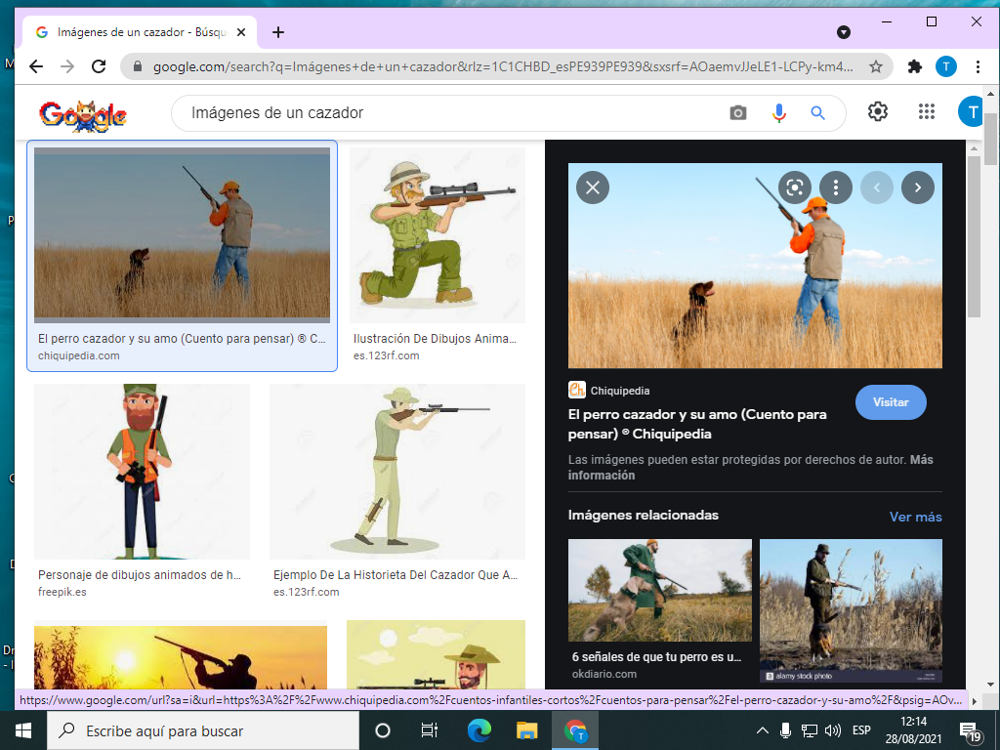 Imágenes de un cazador - Búsqu
google.com/search?q=Imágenes+de+un+cazador&rlz=1C1CHBD_esPE939PE939&sxsrf=AOaemvJJeLE1-LCPy-km4...
T
Google
Imágenes de un cazador
T
El perro cazador y su amo (Cuento para pensar) ® C...
chiquipedia.com
Ilustración De Dibujos Anima...
es.123rf.com
Personaje de dibujos animados de h...
freepik.es
Ejemplo De La Historieta Del Cazador Que A...
es.123rf.com
Ch Chiquipedia
Visitar
El perro cazador y su amo (Cuento para
pensar) ® Chiquipedia
Las imágenes pueden estar protegidas por derechos de autor. Más
información
Imágenes relacionadas
Ver más
6 señales de que tu perro es u...
okdiario.com
alamy stock photo
https://www.google.com/url?sa=i&url=https%3A%2F%2Fwww.chiquipedia.com%2Fcuentos-infantiles-cortos%2Fcuentos-para-pensar%2Fel-perro-cazador-y-su-amo%2F&psig=AOv...
Escribe aquí para buscar
T
ESP
12:14
28/08/2021
19